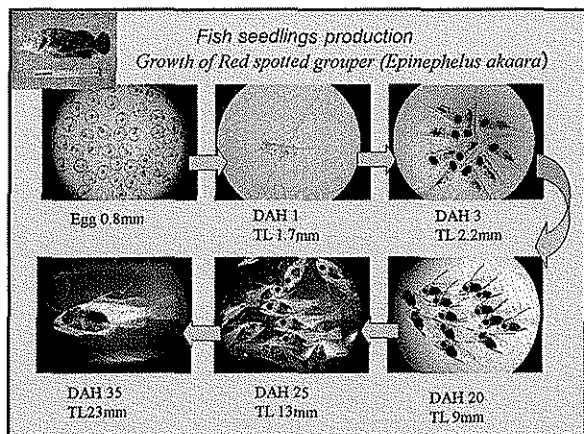 Fish seedlings production
Growth of Red spotted grouper (Epinephelus akaara)
Egg 0.8mm
DAH 1
TL 1.7mm
DAH 3
TL 2.2mm
DAH 20
TL 9mm
DAH 25
TL 13mm
DAH 35
TL23mm